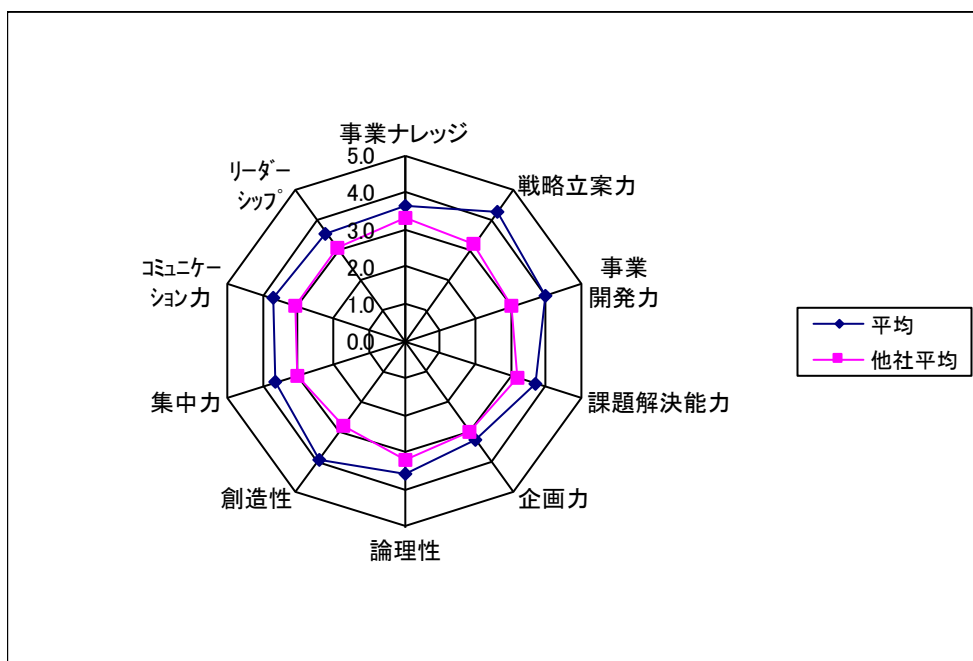 事業ナレッジ
戦略立案力
事業
開発力
課題解決能力
企画力
論理性
創造性
集中力
ｺﾐｭﾆｹｰ
ｼｮﾝ力
ﾘｰﾀﾞｰ
ｼｯﾌﾟ
5.0
4.0
3.0
2.0
1.0
0.0
平均
他社平均